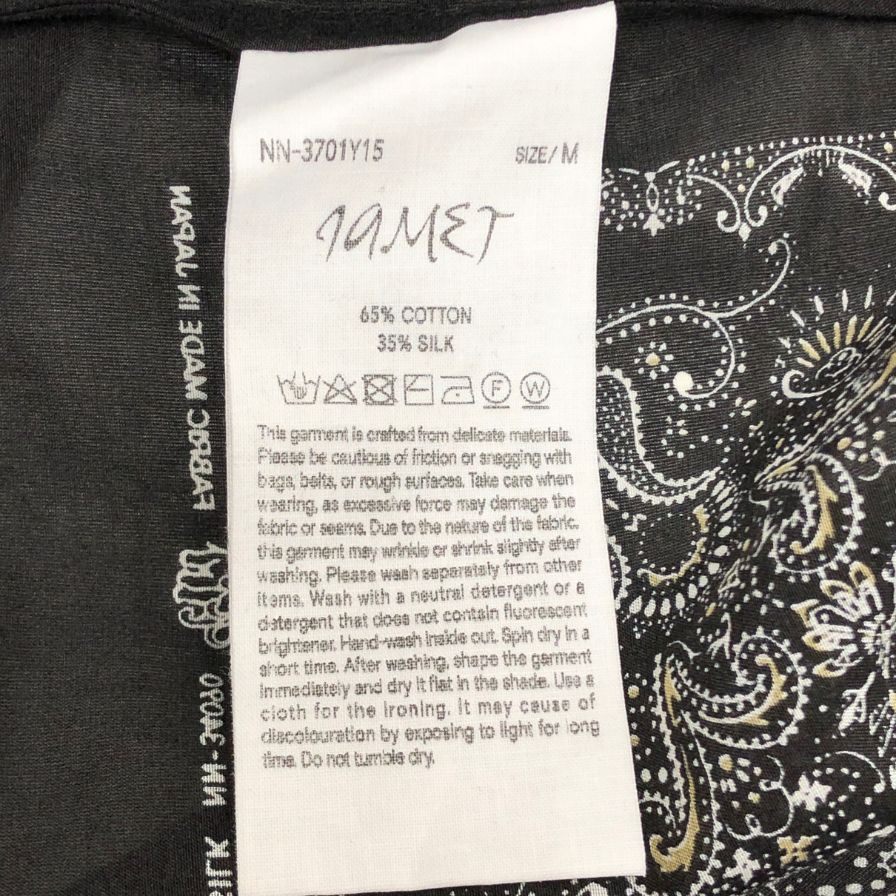 NN-3701Y15
SIZE/ M
JAMET
65% COTTON
35% SILK
F
W
This garment is crafted from delicate materials.
Please be cautious of friction or snagging with
bags, belts, or rough surfaces. Take care when
wearing, as excessive force may damage the
fabric or seams. Due to the nature of the fabric,
this garment may wrinkle or shrink slightly after
washing. Please wash separately from other
items. Wash with a neutral detergent or a
detergent that does not contain fluorescent
brightener. Hand-wash inside out. Spin dry in a
short time. After washing, shape the garment
immediately and dry it flat in the shade. Use a
cloth for the ironing. It may cause of
discolouration by exposing to light for long
time. Do not tumble dry.
FABRIC MADE IN JAPAN